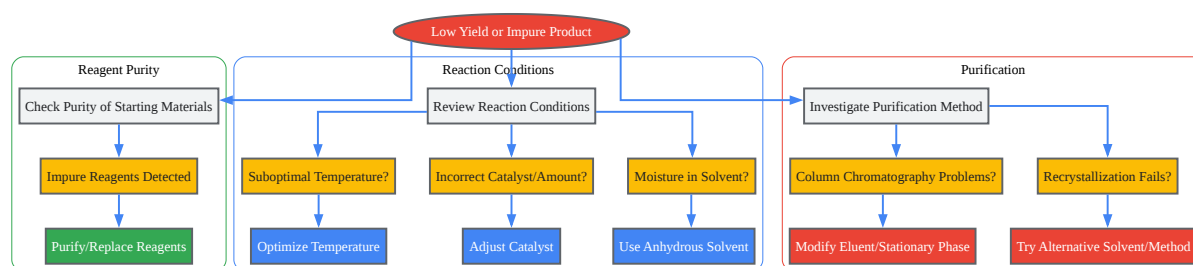 Low Yield or Impure Product
Reagent Purity
Reaction Conditions
Purification
Check Purity of Starting Materials
Review Reaction Conditions
Investigate Purification Method
Impure Reagents Detected
Suboptimal Temperature?
Incorrect Catalyst/Amount?
Moisture in Solvent?
Column Chromatography Problems?
Recrystallization Fails?
Purify/Replace Reagents
Optimize Temperature
Adjust Catalyst
Use Anhydrous Solvent
Modify Eluent/Stationary Phase
Try Alternative Solvent/Method